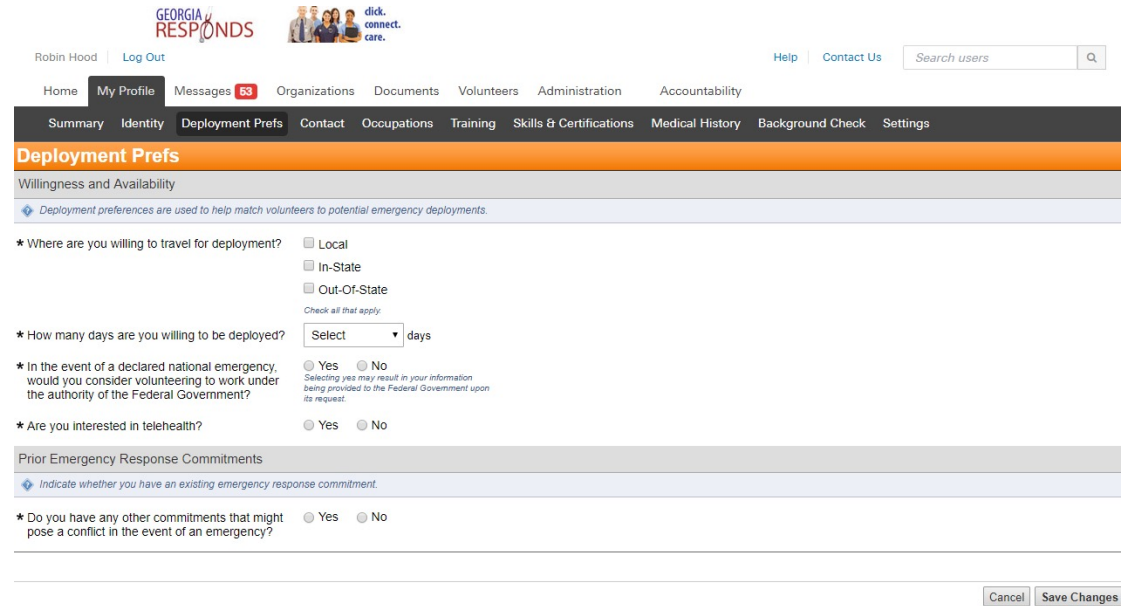 GEORGIA
RESPONDS
click.
connect.
care.
Robin Hood Log Out Help Contact Us Search users
Home My Profile Messages 53 Organizations Documents Volunteers Administration Accountability
Summary Identity Deployment Prefs Contact Occupations Training Skills & Certifications Medical History Background Check Settings
Deployment Prefs
Willingness and Availability
Deployment preferences are used to help match volunteers to potential emergency deployments.
* Where are you willing to travel for deployment? Local
In-State
Out-Of-State
Check all that apply.
* How many days are you willing to be deployed? Select days
* In the event of a declared national emergency, Yes No
would you consider volunteering to work under
the authority of the Federal Government?
Selecting yes may result in your information
being provided to the Federal Government upon
its request.
* Are you interested in telehealth? Yes No
Prior Emergency Response Commitments
Indicate whether you have an existing emergency response commitment.
* Do you have any other commitments that might Yes No
pose a conflict in the event of an emergency?
Cancel Save Changes